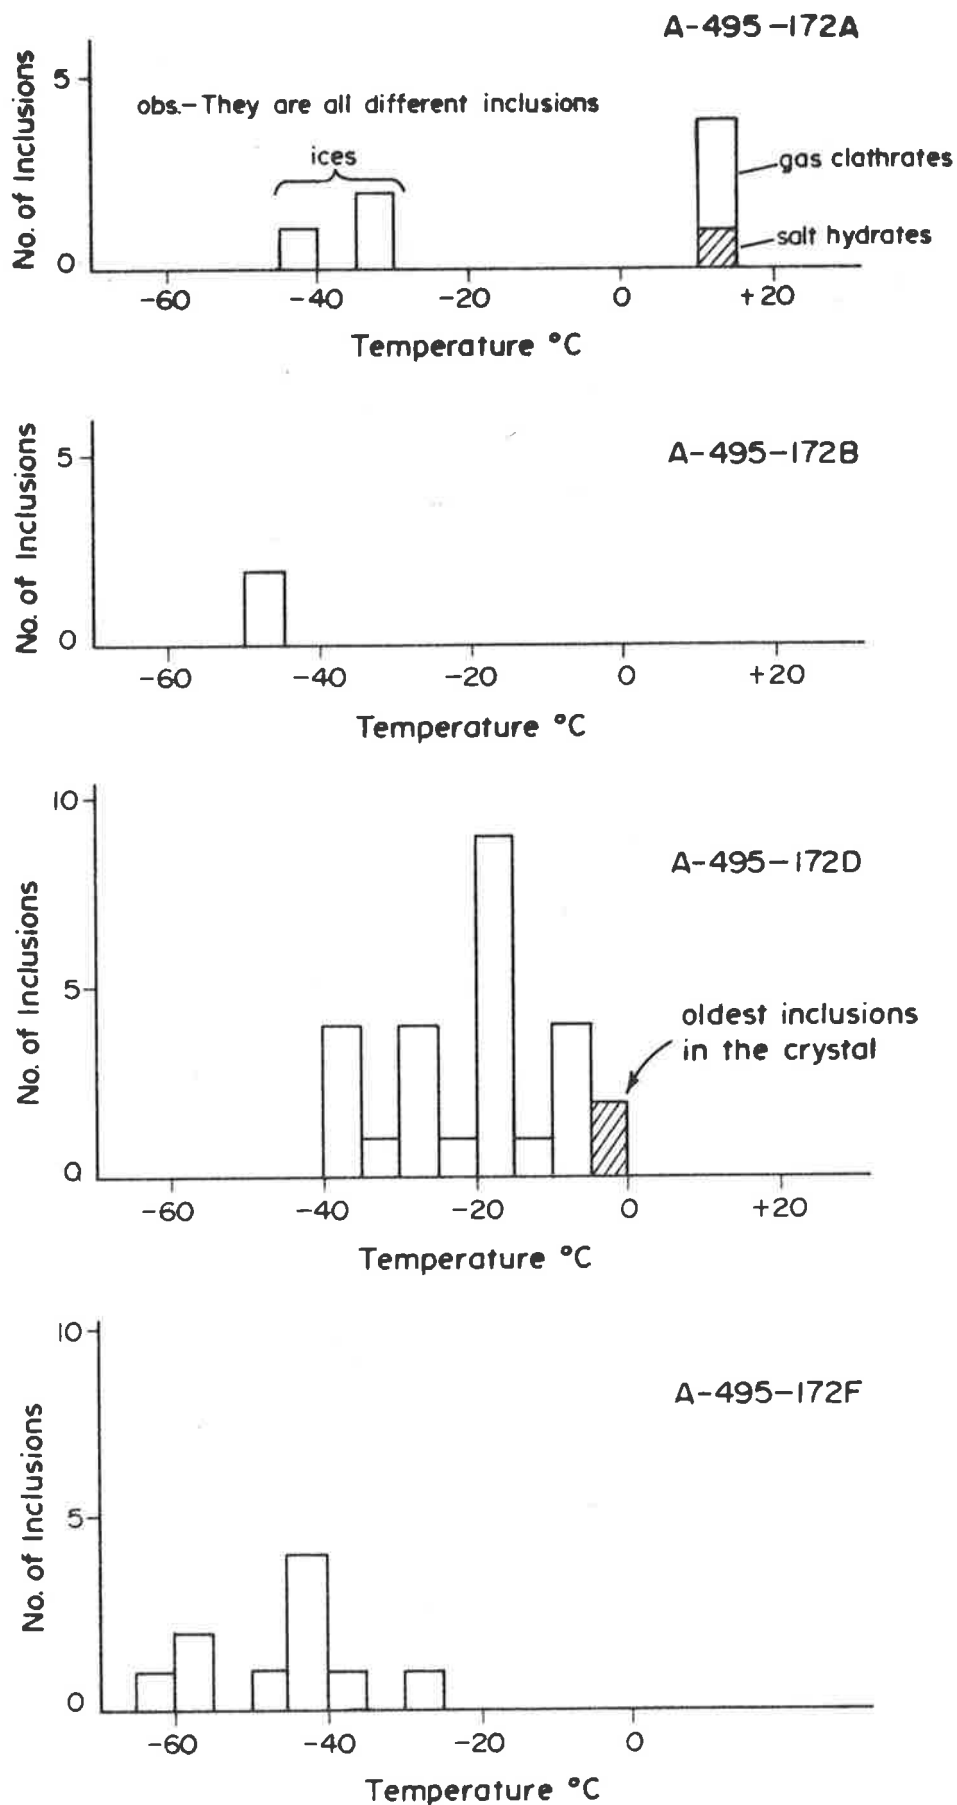 A-495-172A
No. of Inclusions
5
0
obs.- They are all different inclusions
ices
gas clathrates
salt hydrates
-60 -40 -20 0 +20
Temperature °C
A-495-172B
No. of Inclusions
5
0
-60 -40 -20 0 +20
Temperature °C
A-495-172D
No. of Inclusions
10
5
0
oldest inclusions
in the crystal
-60 -40 -20 0 +20
Temperature °C
A-495-172F
No. of Inclusions
10
5
0
-60 -40 -20 0
Temperature °C